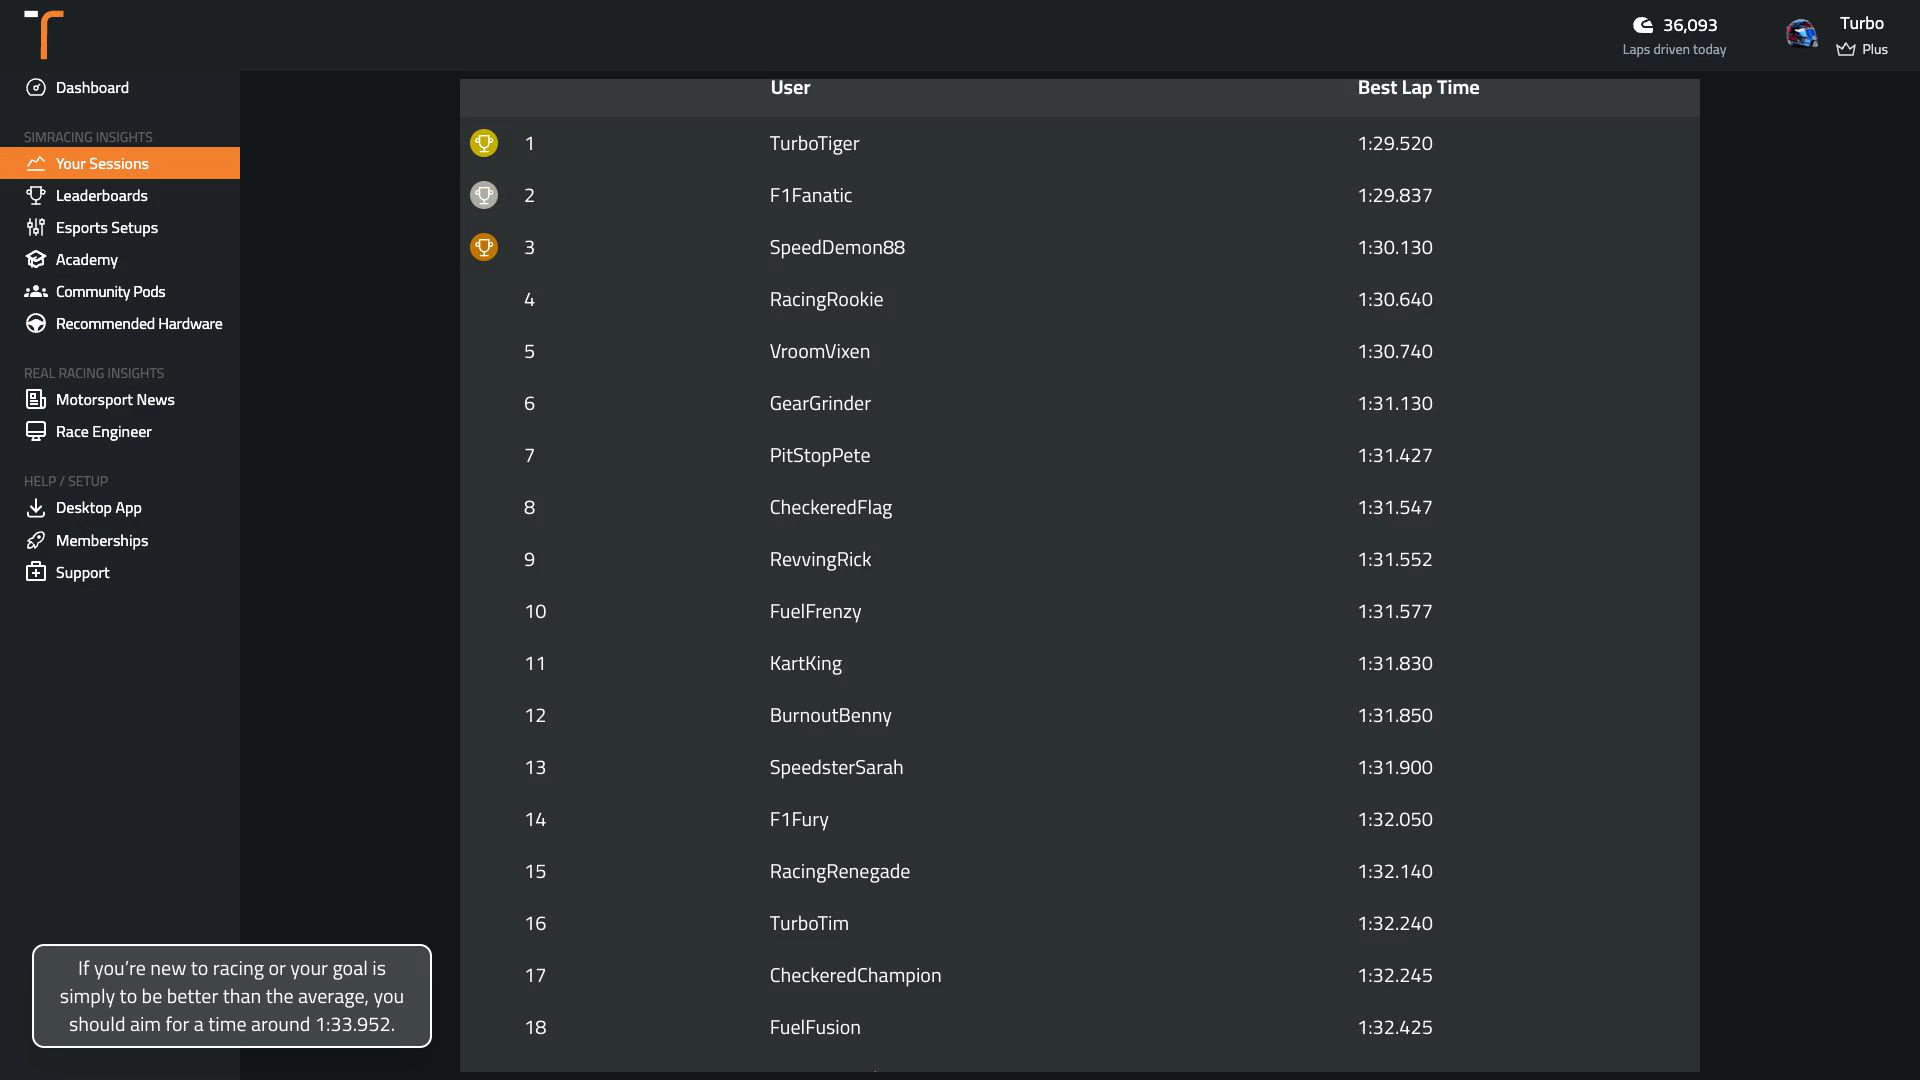 36,093
Laps driven today
Turbo
Plus
Dashboard
SIMRACING INSIGHTS
Your Sessions
Leaderboards
Esports Setups
Academy
Community Pods
Recommended Hardware
REAL RACING INSIGHTS
Motorsport News
Race Engineer
HELP / SETUP
Desktop App
Memberships
Support
User Best Lap Time
1 TurboTiger 1:29.520
2 F1Fanatic 1:29.837
3 SpeedDemon88 1:30.130
4 RacingRookie 1:30.640
5 VroomVixen 1:30.740
6 GearGrinder 1:31.130
7 PitStopPete 1:31.427
8 CheckeredFlag 1:31.547
9 RevvingRick 1:31.552
10 FuelFrenzy 1:31.577
11 KartKing 1:31.830
12 BurnoutBenny 1:31.850
13 SpeedsterSarah 1:31.900
14 F1Fury 1:32.050
15 RacingRenegade 1:32.140
16 TurboTim 1:32.240
17 CheckeredChampion 1:32.245
18 FuelFusion 1:32.425
If you’re new to racing or your goal is
simply to be better than the average, you
should aim for a time around 1:33.952.